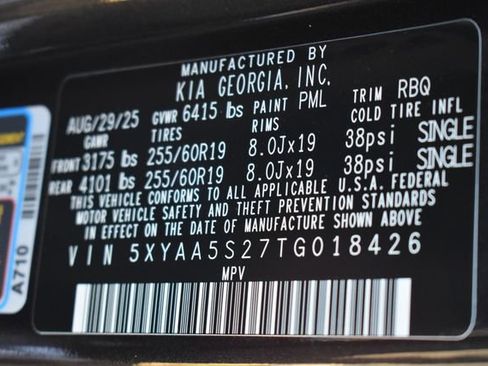 MANUFACTURED BY
KIA GEORGIA, INC.
AUG/29/25 GVWR 6415 lbs PAINT PML TRIM RBQ
GAWR TIRES RIMS COLD TIRE INFL
FRONT 3175 lbs 255/60R19 8.0Jx19 38psi SINGLE
REAR 4101 lbs 255/60R19 8.0Jx19 38psi SINGLE
THIS VEHICLE CONFORMS TO ALL APPLICABLE U.S.A. FEDERAL
MOTOR VEHICLE SAFETY AND THEFT PREVENTION STANDARDS
IN EFFECT ON THE DATE OF MANUFACTURE SHOWN ABOVE
VIN 5XYAA5S27TG018426
MPV
A710